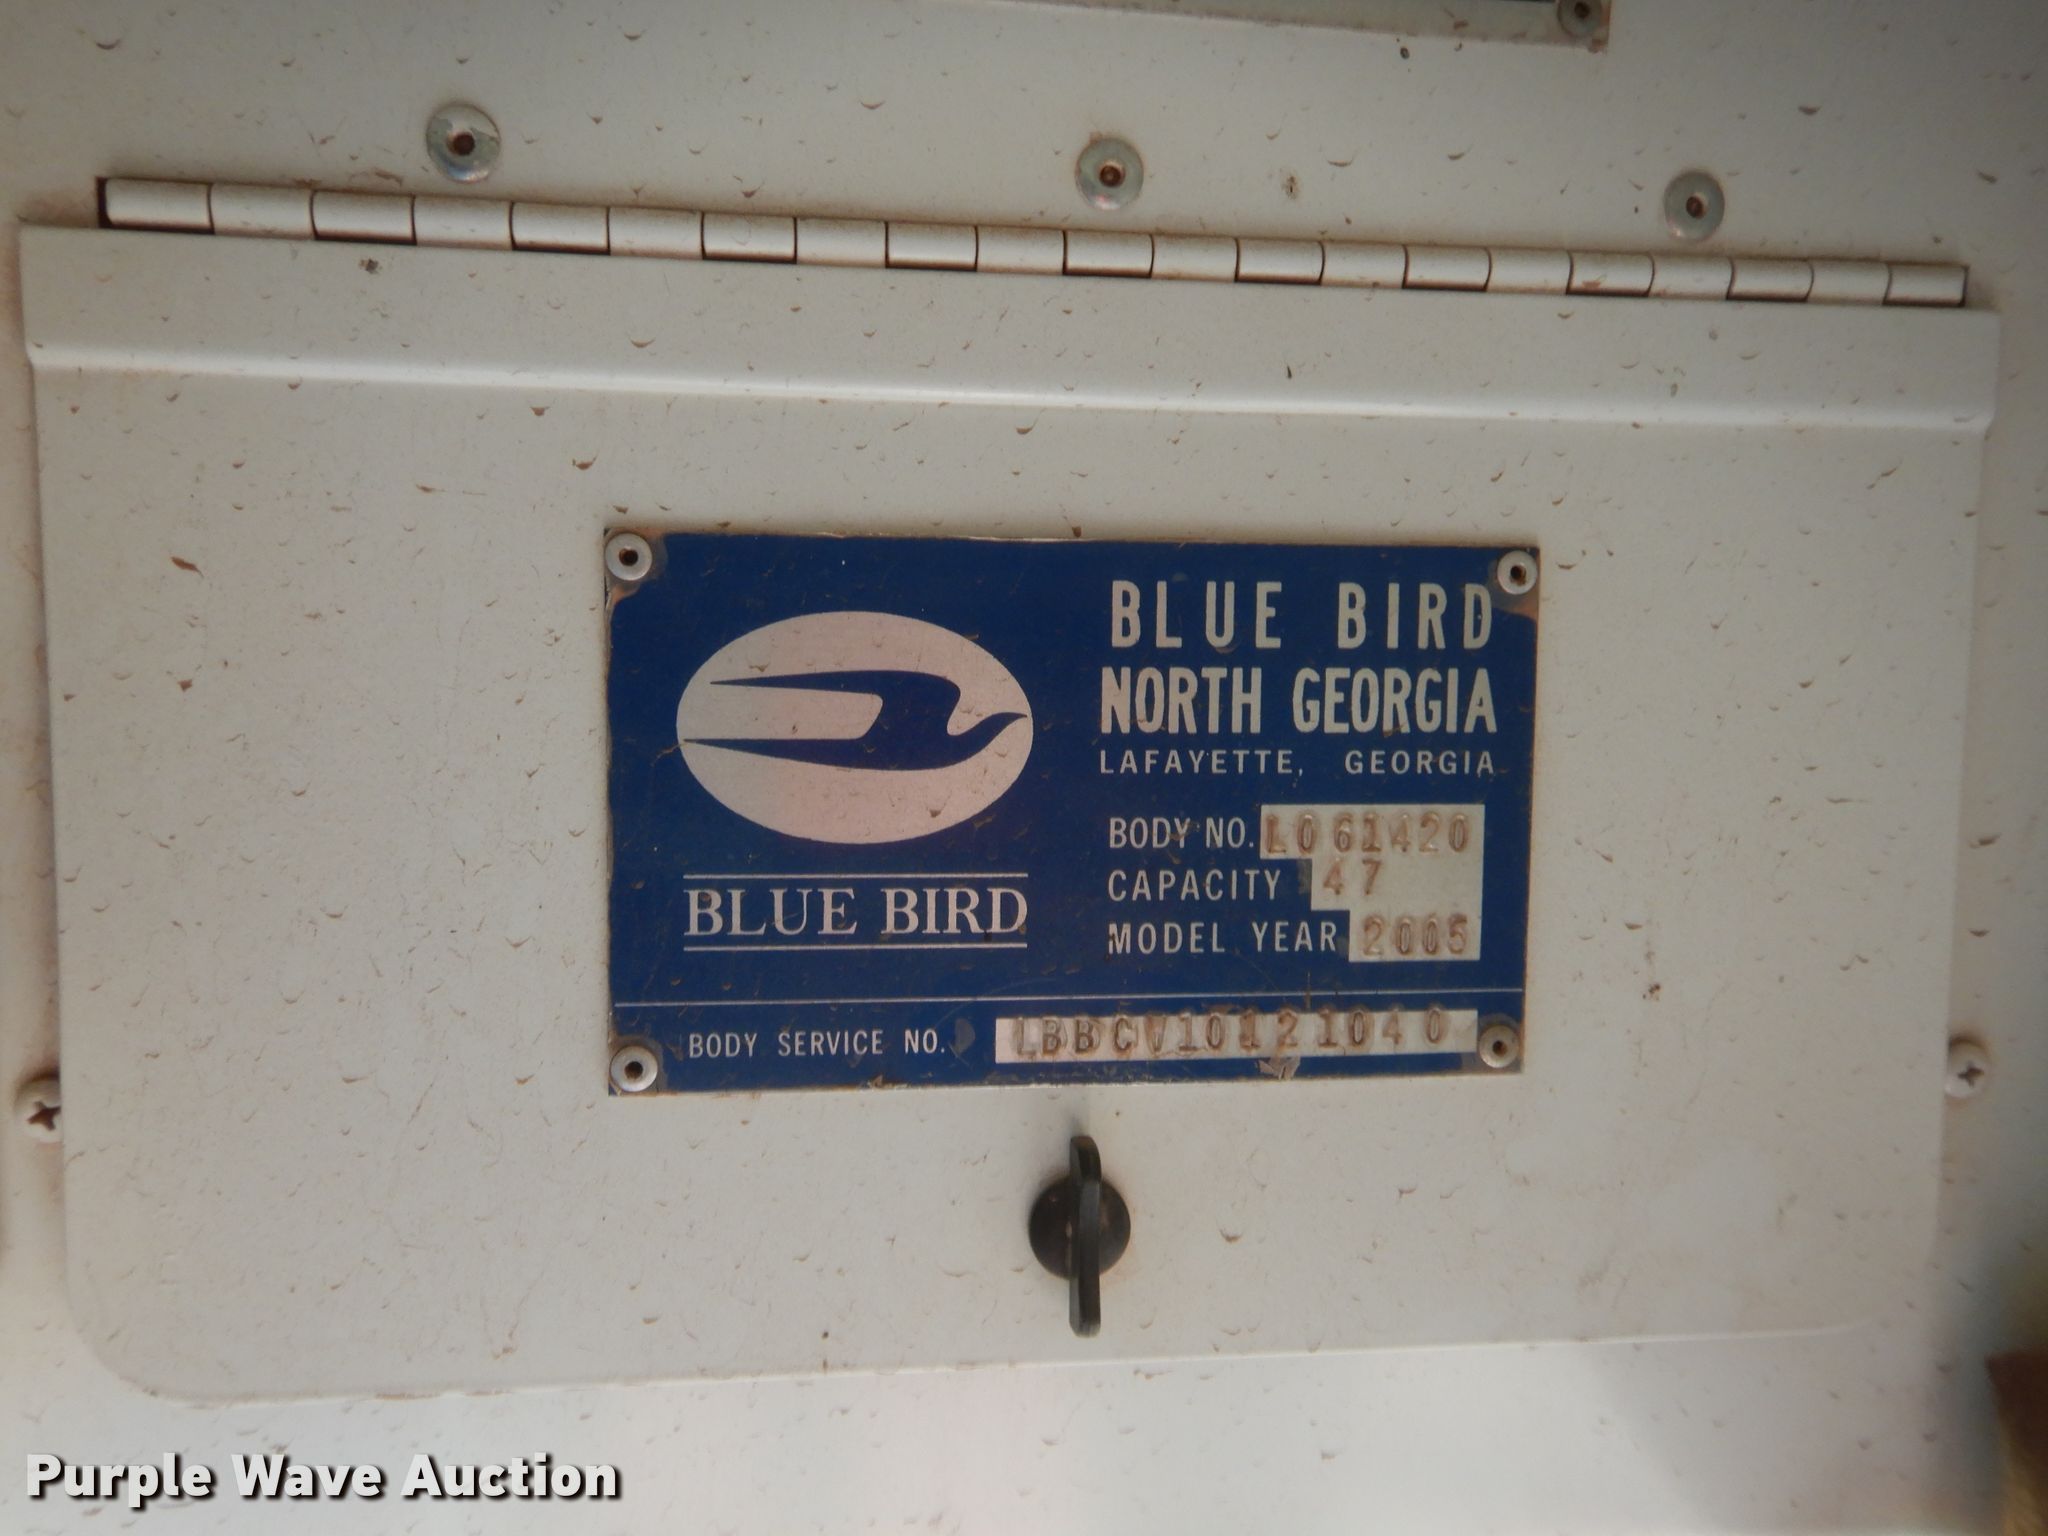 BLUE BIRD
NORTH GEORGIA
LAFAYETTE, GEORGIA
BODY NO. L061420
CAPACITY 47
MODEL YEAR 2005
BLUE BIRD
BODY SERVICE NO. LBBCV10121040
Purple Wave Auction